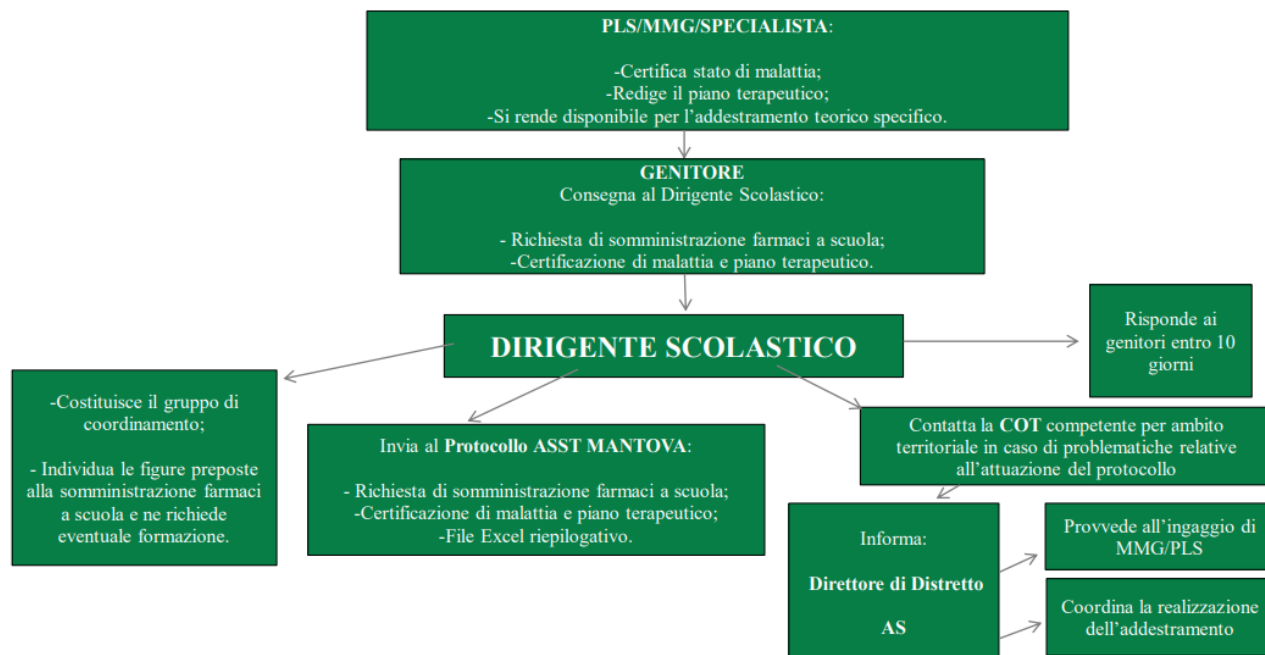 PLS/MMG/SPECIALISTA:
-Certifica stato di malattia;
-Redige il piano terapeutico;
-Si rende disponibile per l’addestramento teorico specifico.
GENITORE
Consegna al Dirigente Scolastico:
- Richiesta di somministrazione farmaci a scuola;
-Certificazione di malattia e piano terapeutico.
DIRIGENTE SCOLASTICO
Risponde ai
genitori entro 10
giorni
-Costituisce il gruppo di
coordinamento;
- Individua le figure preposte
alla somministrazione farmaci
a scuola e ne richiede
eventuale formazione.
Invia al Protocollo ASST MANTOVA:
- Richiesta di somministrazione farmaci a scuola;
-Certificazione di malattia e piano terapeutico;
-File Excel riepilogativo.
Contatta la COT competente per ambito
territoriale in caso di problematiche relative
all’attuazione del protocollo
Informa:
Direttore di Distretto
AS
Provvede all’ingaggio di
MMG/PLS
Coordina la realizzazione
dell’addestramento